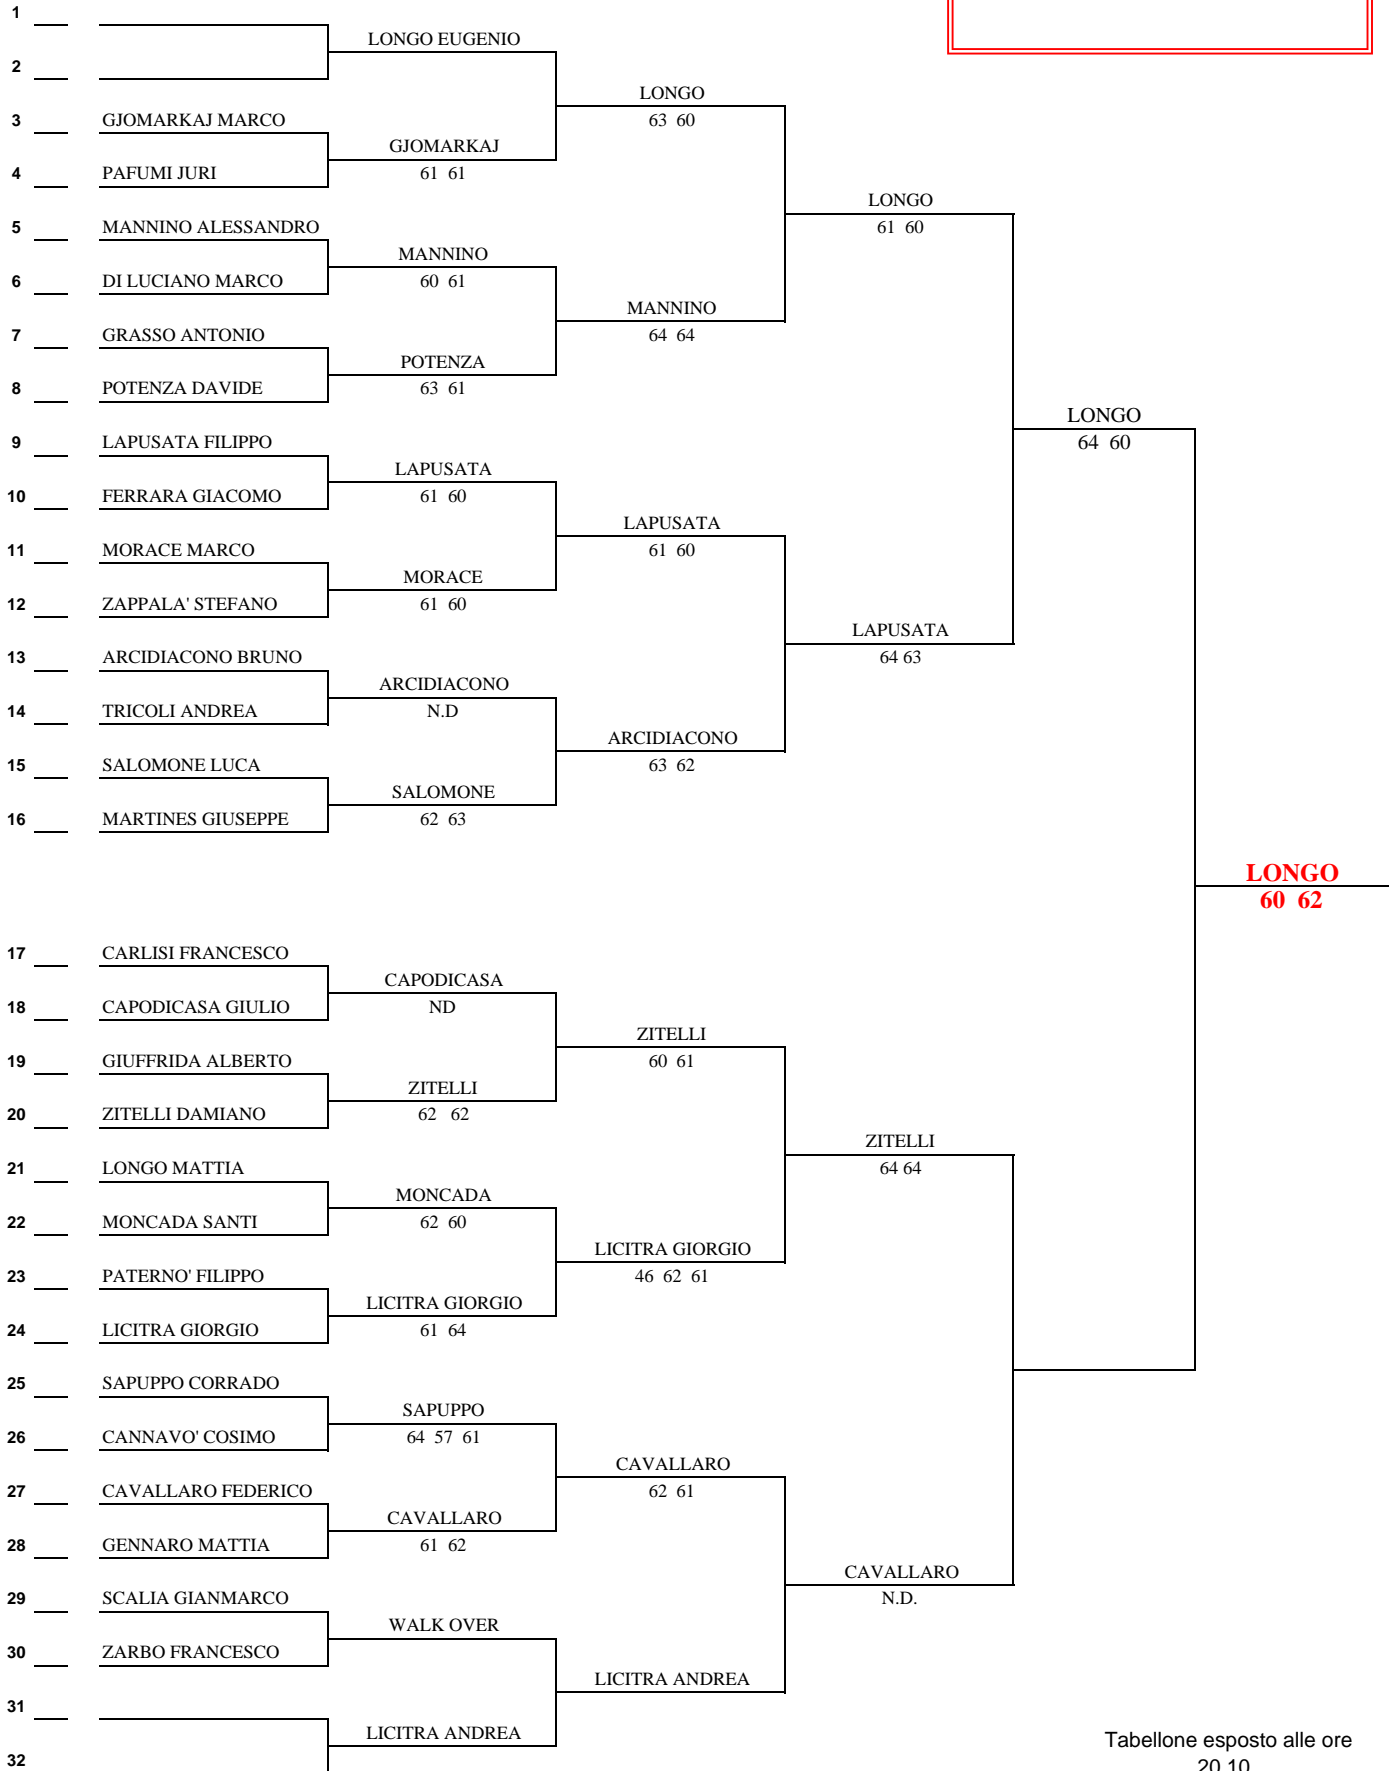 1
LONGO EUGENIO
2
LONGO
3 GJOMARKAJ MARCO
63 60
GJOMARKAJ
4 PAFUMI JURI
61 61
LONGO
5 MANNINO ALESSANDRO
61 60
MANNINO
6 DI LUCIANO MARCO
60 61
MANNINO
7 GRASSO ANTONIO
64 64
POTENZA
8 POTENZA DAVIDE
63 61
LONGO
9 LAPUSATA FILIPPO
64 60
LAPUSATA
10 FERRARA GIACOMO
61 60
LAPUSATA
11 MORACE MARCO
61 60
MORACE
12 ZAPPALA' STEFANO
61 60
LAPUSATA
13 ARCIDIACONO BRUNO
64 63
ARCIDIACONO
14 TRICOLI ANDREA
N.D
ARCIDIACONO
15 SALOMONE LUCA
63 62
SALOMONE
16 MARTINES GIUSEPPE
62 63
LONGO
60 62
17 CARLISI FRANCESCO
CAPODICASA
18 CAPODICASA GIULIO
ND
ZITELLI
19 GIUFFRIDA ALBERTO
60 61
ZITELLI
20 ZITELLI DAMIANO
62 62
ZITELLI
21 LONGO MATTIA
64 64
MONCADA
22 MONCADA SANTI
62 60
LICITRA GIORGIO
23 PATERNO' FILIPPO
46 62 61
LICITRA GIORGIO
24 LICITRA GIORGIO
61 64
25 SAPUPPO CORRADO
SAPUPPO
26 CANNAVO' COSIMO
64 57 61
CAVALLARO
27 CAVALLARO FEDERICO
62 61
CAVALLARO
28 GENNARO MATTIA
61 62
CAVALLARO
29 SCALIA GIANMARCO
N.D.
WALK OVER
30 ZARBO FRANCESCO
LICITRA ANDREA
31
LICITRA ANDREA
Tabellone esposto alle ore
32
20.10